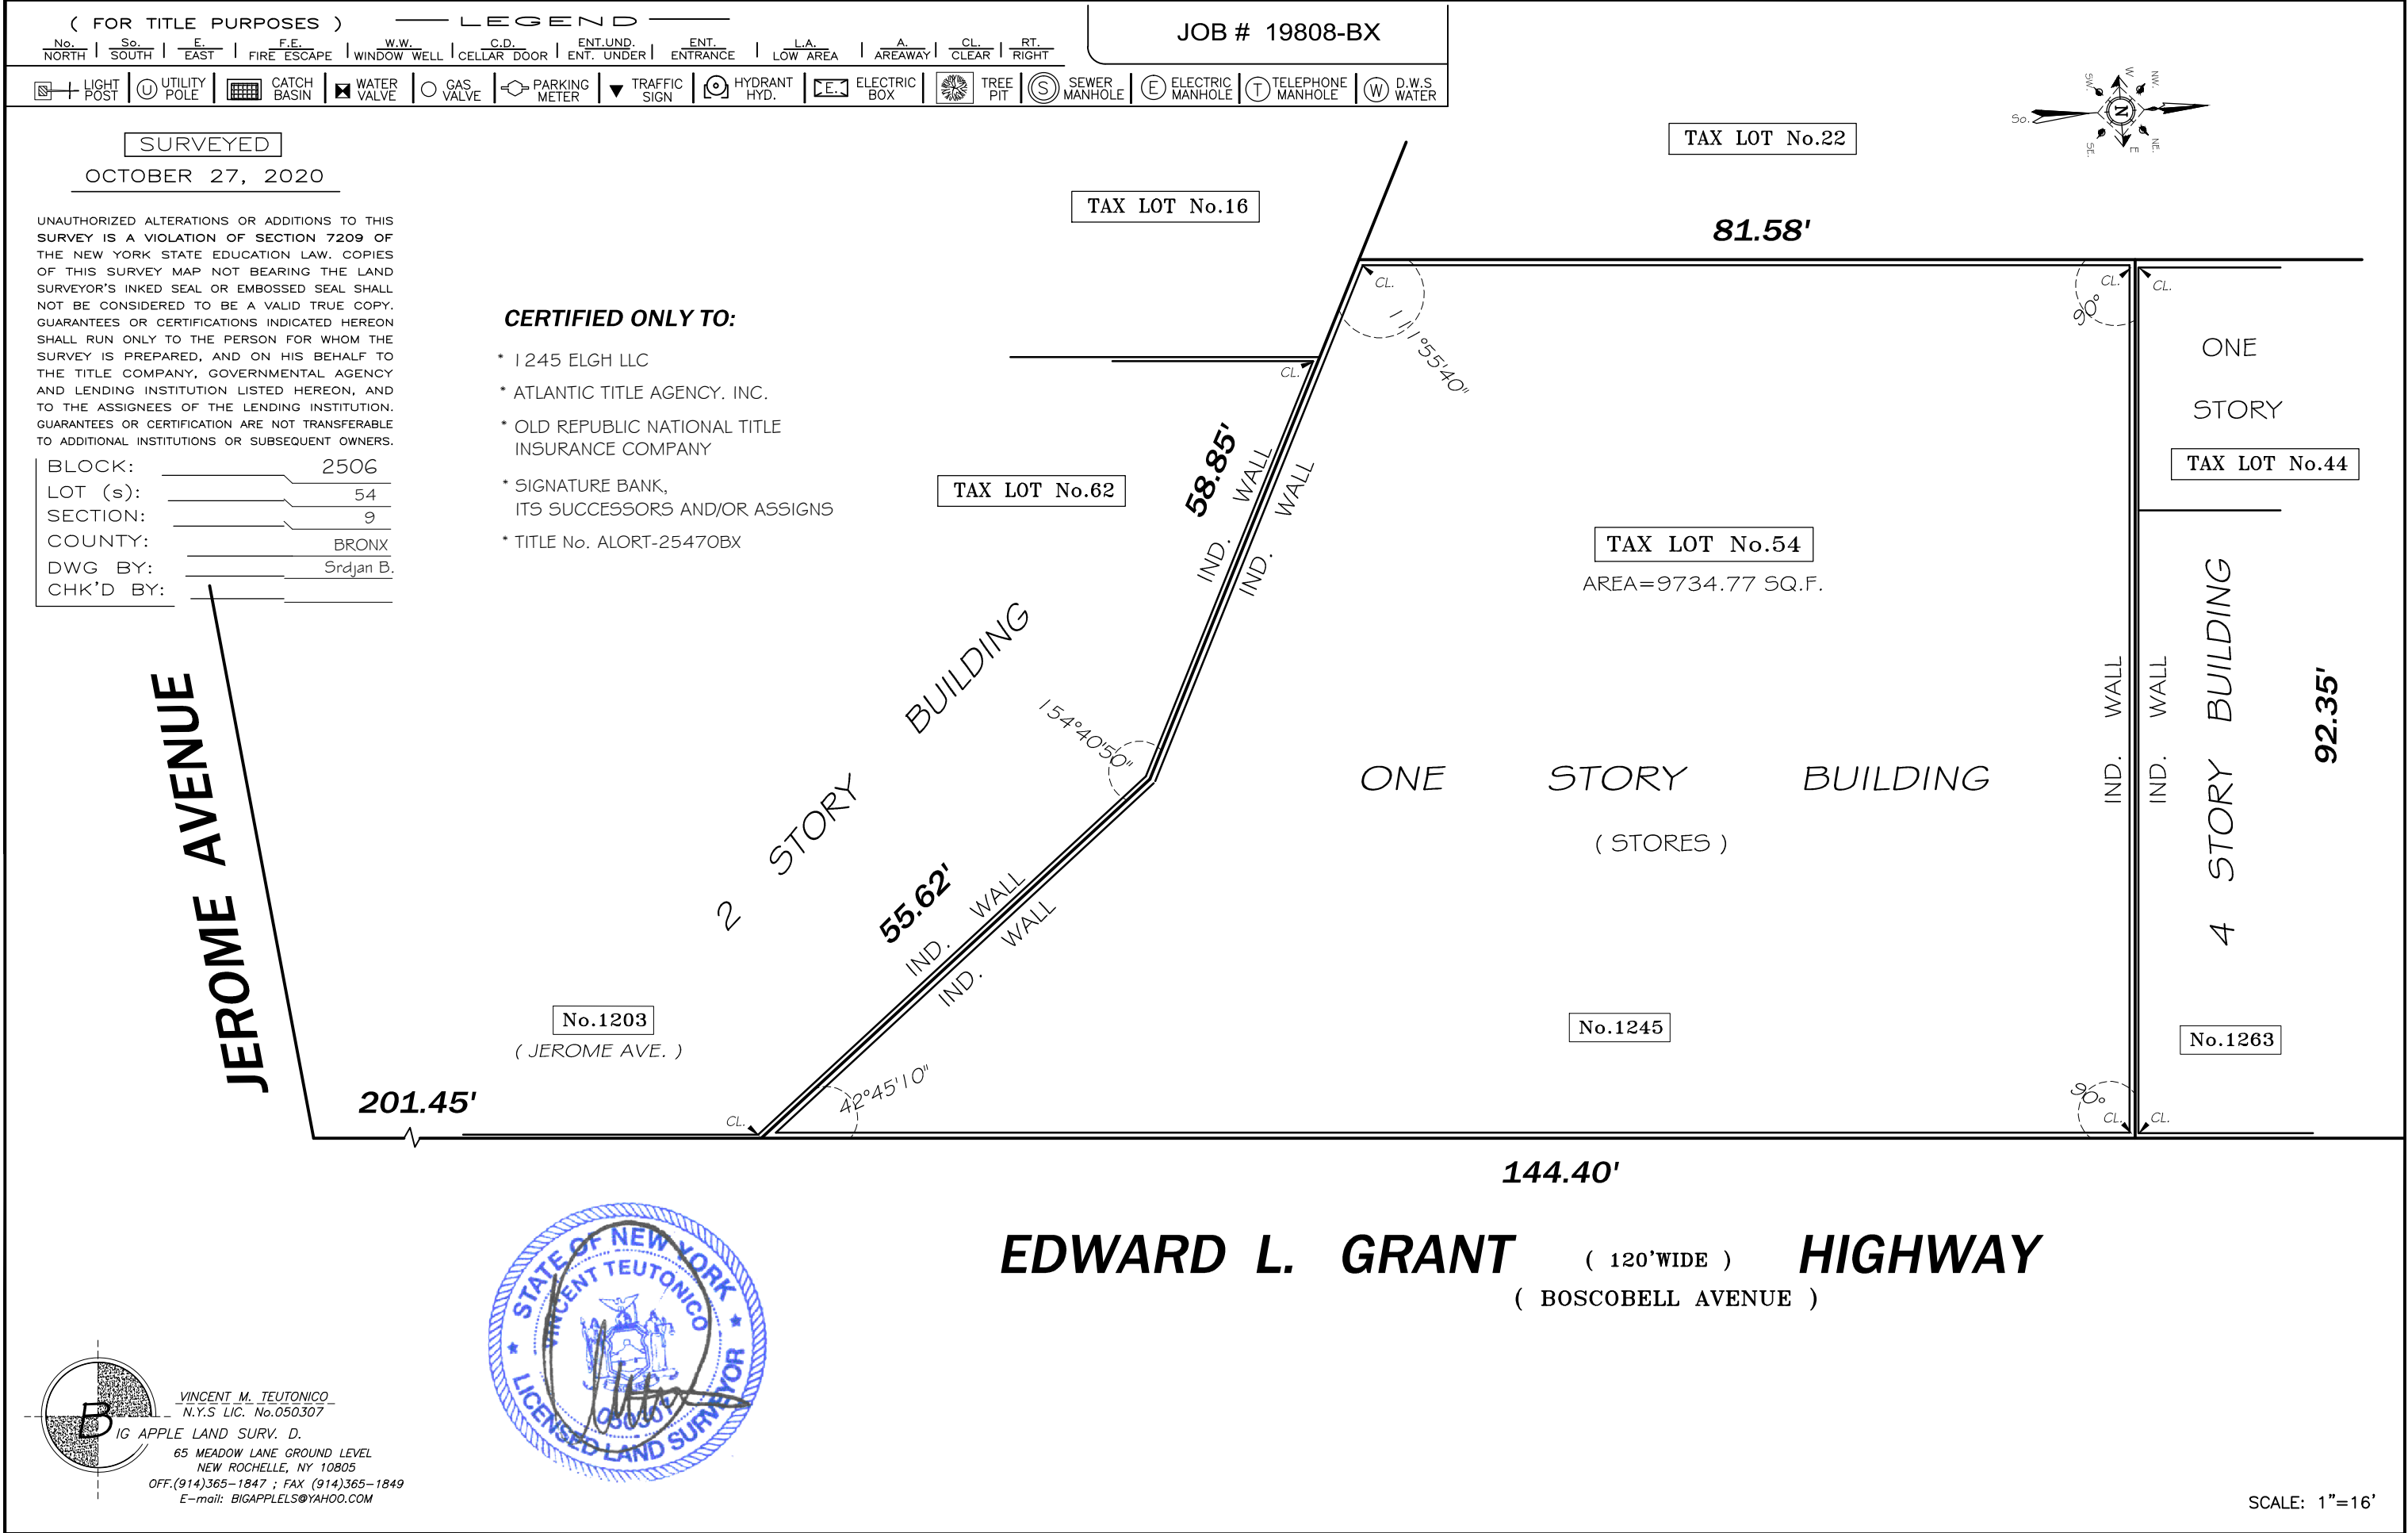 ( FOR TITLE PURPOSES ) LEGEND
No. NORTH | So. SOUTH | E. EAST | F.E. FIRE ESCAPE | W.W. WINDOW WELL | C.D. CELLAR DOOR | ENT.UND. ENT. UNDER | ENT. ENTRANCE | L.A. LOW AREA | A. AREAWAY | CL. CLEAR | RT. RIGHT
LIGHT POST | U UTILITY POLE | CATCH BASIN | WATER VALVE | GAS VALVE | PARKING METER | TRAFFIC SIGN | HYDRANT HYD. | E. ELECTRIC BOX | TREE PIT | S SEWER MANHOLE | E ELECTRIC MANHOLE | T TELEPHONE MANHOLE | W D.W.S WATER
JOB # 19808-BX
SURVEYED
OCTOBER 27, 2020
UNAUTHORIZED ALTERATIONS OR ADDITIONS TO THIS
SURVEY IS A VIOLATION OF SECTION 7209 OF
THE NEW YORK STATE EDUCATION LAW. COPIES
OF THIS SURVEY MAP NOT BEARING THE LAND
SURVEYOR'S INKED SEAL OR EMBOSSED SEAL SHALL
NOT BE CONSIDERED TO BE A VALID TRUE COPY.
GUARANTEES OR CERTIFICATIONS INDICATED HEREON
SHALL RUN ONLY TO THE PERSON FOR WHOM THE
SURVEY IS PREPARED, AND ON HIS BEHALF TO
THE TITLE COMPANY, GOVERNMENTAL AGENCY
AND LENDING INSTITUTION LISTED HEREON, AND
TO THE ASSIGNEES OF THE LENDING INSTITUTION.
GUARANTEES OR CERTIFICATION ARE NOT TRANSFERABLE
TO ADDITIONAL INSTITUTIONS OR SUBSEQUENT OWNERS.
BLOCK: 2506
LOT (s): 54
SECTION: 9
COUNTY: BRONX
DWG BY: Srdjan B.
CHK'D BY:
CERTIFIED ONLY TO:
* 1245 ELGH LLC
* ATLANTIC TITLE AGENCY. INC.
* OLD REPUBLIC NATIONAL TITLE
INSURANCE COMPANY
* SIGNATURE BANK,
ITS SUCCESSORS AND/OR ASSIGNS
* TITLE No. ALORT-25470BX
SW. W. NW.
So. N
SE. E NE.
TAX LOT No.22
TAX LOT No.16
81.58'
CL.
CL.
CL.
90°
111°55'40"
ONE
STORY
TAX LOT No.44
CL.
58.85'
IND. WALL
IND. WALL
TAX LOT No.62
TAX LOT No.54
AREA=9734.77 SQ.F.
154°40'50"
2 STORY BUILDING
ONE STORY BUILDING
( STORES )
IND. WALL
IND. WALL
4 STORY BUILDING
92.35'
55.62'
IND. WALL
IND. WALL
JEROME AVENUE
No.1203
( JEROME AVE. )
No.1245
No.1263
42°45'10"
90°
201.45'
CL.
CL.
CL.
144.40'
EDWARD L. GRANT ( 120'WIDE ) HIGHWAY
( BOSCOBELL AVENUE )
STATE OF NEW YORK
VINCENT TEUTONICO
050307
LICENSED LAND SURVEYOR
VINCENT M. TEUTONICO
N.Y.S LIC. No.050307
BIG APPLE LAND SURV. D.
65 MEADOW LANE GROUND LEVEL
NEW ROCHELLE, NY 10805
OFF.(914)365-1847 ; FAX (914)365-1849
E-mail: BIGAPPLELS@YAHOO.COM
SCALE: 1"=16'